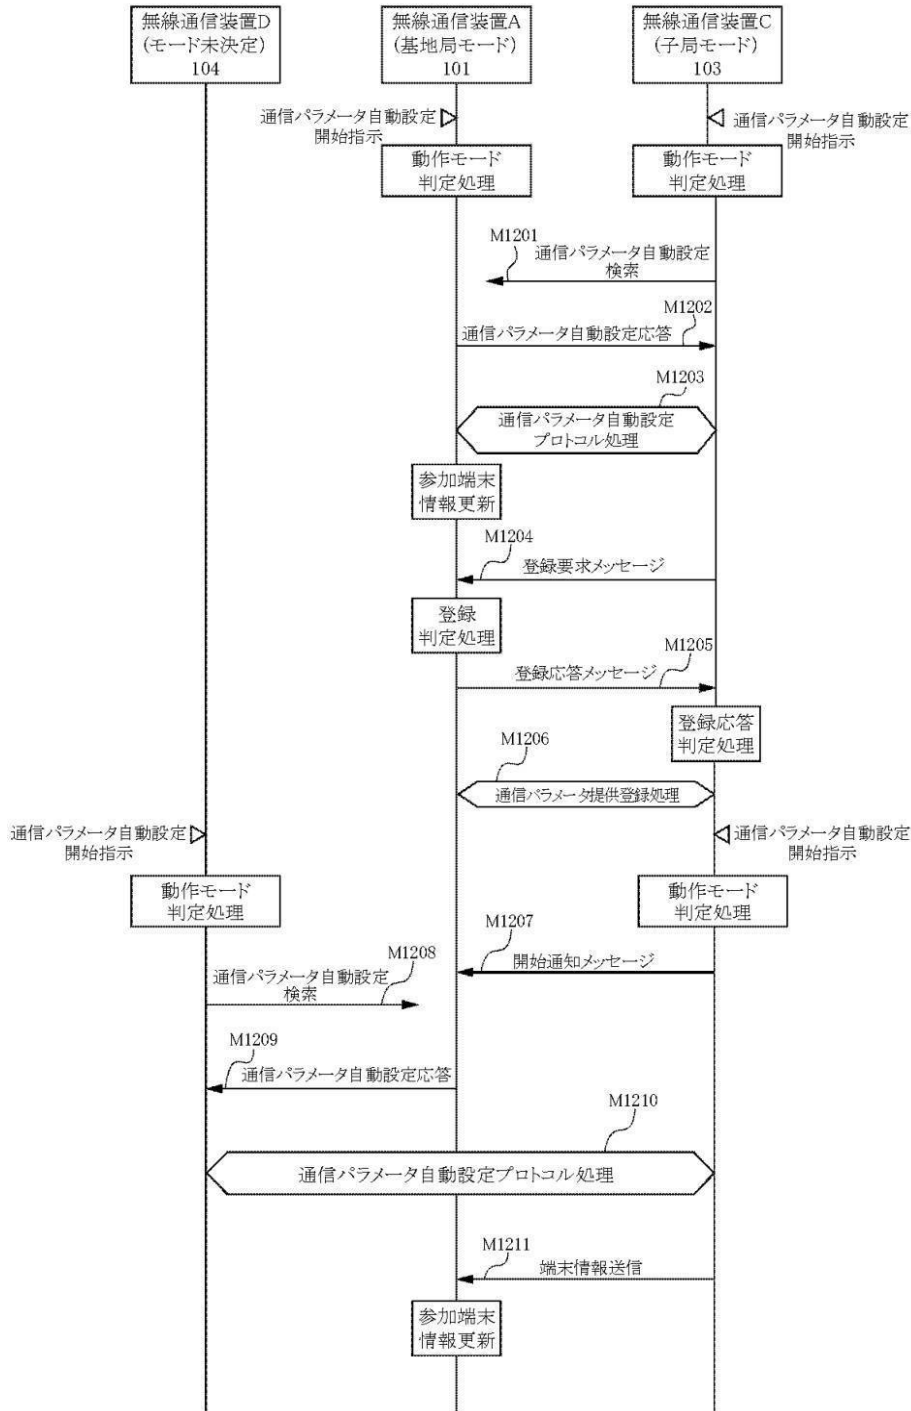 無線通信装置D
(モード未決定)
104
無線通信装置A
(基地局モード)
101
無線通信装置C
(子局モード)
103
通信パラメータ自動設定
開始指示
通信パラメータ自動設定
開始指示
動作モード
判定処理
動作モード
判定処理
M1201
通信パラメータ自動設定
検索
M1202
通信パラメータ自動設定応答
M1203
通信パラメータ自動設定
プロトコル処理
参加端末
情報更新
M1204
登録要求メッセージ
登録
判定処理
M1205
登録応答メッセージ
登録応答
判定処理
M1206
通信パラメータ提供登録処理
通信パラメータ自動設定
開始指示
通信パラメータ自動設定
開始指示
動作モード
判定処理
動作モード
判定処理
M1207
開始通知メッセージ
M1208
通信パラメータ自動設定
検索
M1209
通信パラメータ自動設定応答
M1210
通信パラメータ自動設定プロトコル処理
M1211
端末情報送信
参加端末
情報更新